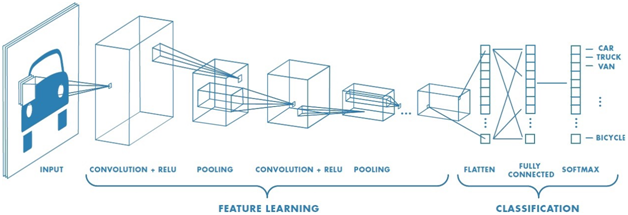 CAR
TRUCK
VAN
BICYCLE
INPUT
CONVOLUTION + RELU
POOLING
CONVOLUTION + RELU
POOLING
FLATTEN
FULLY
CONNECTED
SOFTMAX
FEATURE LEARNING
CLASSIFICATION